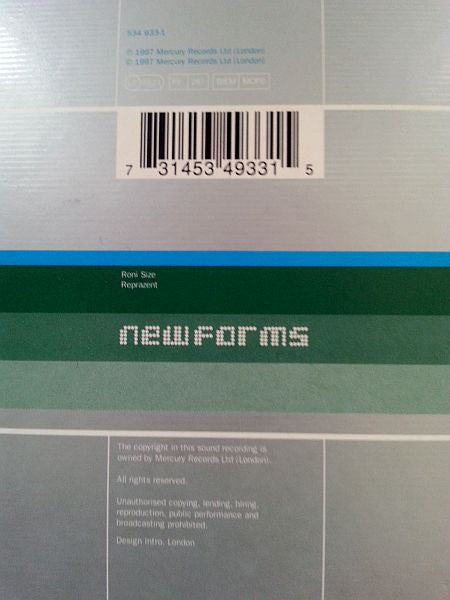 534 933-1
℗ 1997 Mercury Records Ltd (London)
© 1997 Mercury Records Ltd (London)
BIEM MCPS
7 31453 49331 5
Roni Size
Reprazent
newforms
The copyright in this sound recording is
owned by Mercury Records Ltd (London).
All rights reserved.
Unauthorised copying, lending, hiring,
reproduction, public performance and
broadcasting prohibited.
Design Intro, London